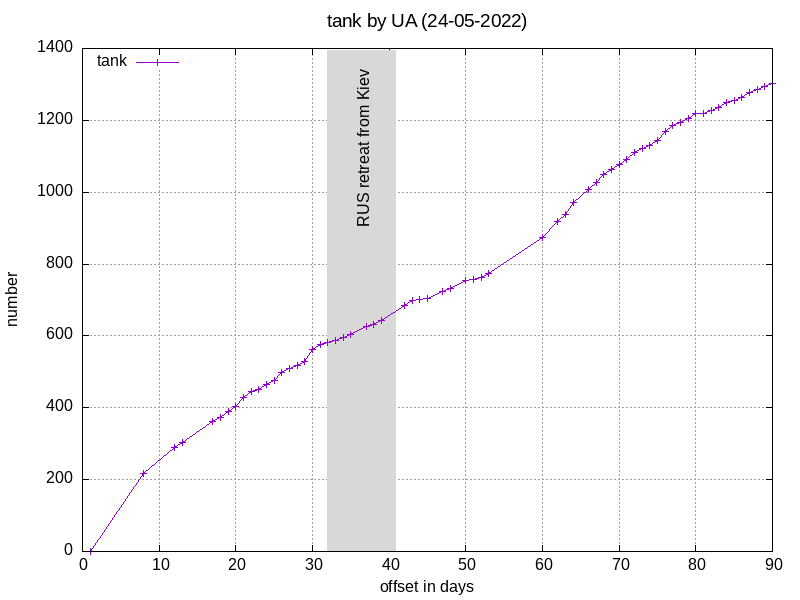 tank by UA (24-05-2022)
tank
RUS retreat from Kiev
number
1400
1200
1000
800
600
400
200
0
0 10 20 30 40 50 60 70 80 90
offset in days